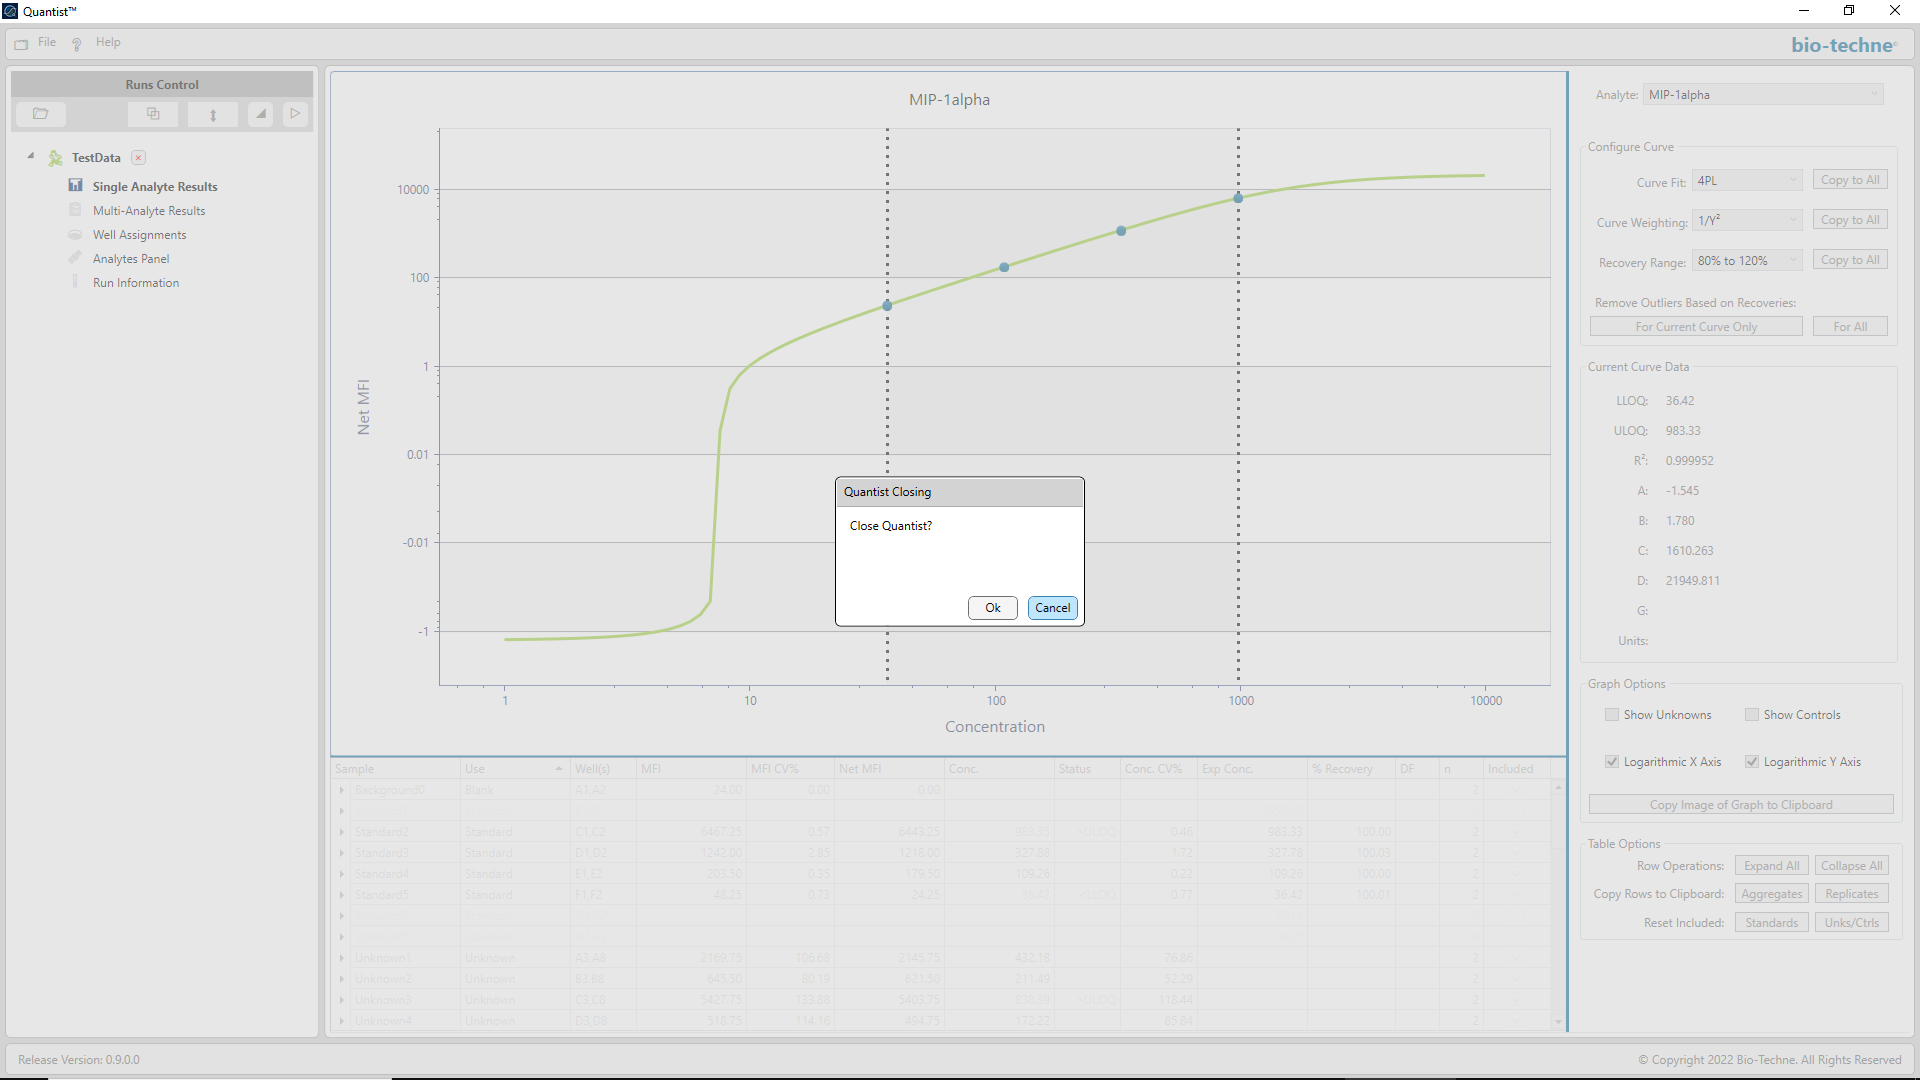 Quantist™
File Help
bio-techne
Runs Control
TestData
Single Analyte Results
Multi-Analyte Results
Well Assignments
Analytes Panel
Run Information
MIP-1alpha
Net MFI
10000
100
1
0.01
-0.01
-1
1 10 100 1000 10000
Concentration
Quantist Closing
Close Quantist?
Ok Cancel
Analyte: MIP-1alpha
Configure Curve
Curve Fit: 4PL Copy to All
Curve Weighting: 1/Y² Copy to All
Recovery Range: 80% to 120% Copy to All
Remove Outliers Based on Recoveries:
For Current Curve Only For All
Current Curve Data
LLOQ: 36.42
ULOQ: 983.33
R²: 0.999952
A: -1.545
B: 1.780
C: 1610.263
D: 21949.811
G:
Units:
Graph Options
Show Unknowns Show Controls
Logarithmic X Axis Logarithmic Y Axis
Copy Image of Graph to Clipboard
Table Options
Row Operations: Expand All Collapse All
Copy Rows to Clipboard: Aggregates Replicates
Reset Included: Standards Unks/Ctrls
Sample Use Well(s) MFI MFI CV% Net MFI Conc. Status Conc. CV% Exp Conc. % Recovery DF n Included
Background0 Blank A1,A2 24.00 0.00 0.00 2
Standard2 Standard C1,C2 6467.25 0.57 6443.25 >ULOQ 0.46 983.33 100.00 2
Standard3 Standard D1,D2 1242.00 2.85 1218.00 327.88 1.72 327.78 100.03 2
Standard4 Standard E1,E2 203.50 0.35 179.50 109.26 0.22 109.26 100.00 2
Standard5 Standard F1,F2 48.25 0.73 24.25 36.42 <LLOQ 0.77 36.42 100.01 2
Unknown1 Unknown A3,A8 2169.75 106.68 2145.75 432.18 76.86 2
Unknown2 Unknown B3,B8 645.50 80.19 621.50 211.49 52.29 2
Unknown3 Unknown C3,C8 5427.75 133.88 5403.75 >ULOQ 118.44 2
Unknown4 Unknown D3,D8 518.75 114.16 494.75 172.22 85.84 2
Release Version: 0.9.0.0
© Copyright 2022 Bio-Techne. All Rights Reserved